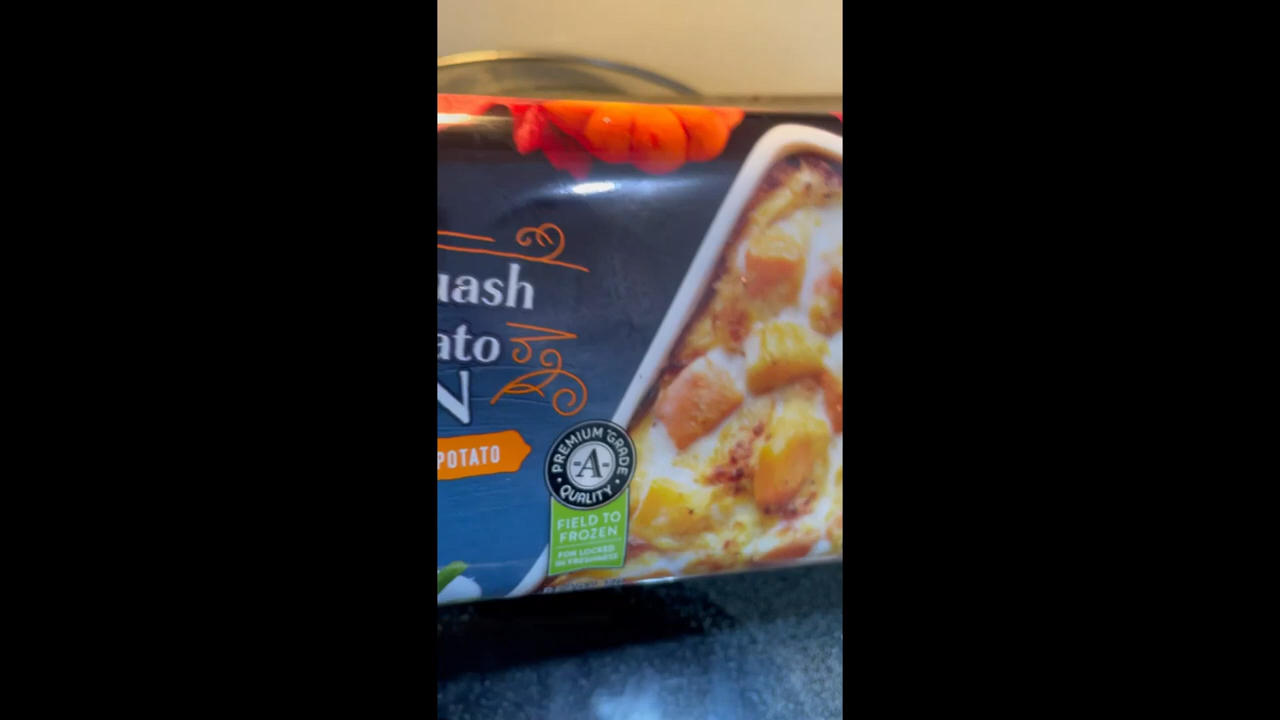 uash
ato
N
POTATO
PREMIUM GRADE
-A-
QUALITY
FIELD TO
FROZEN
FOR LOCKED
IN FRESHNESS